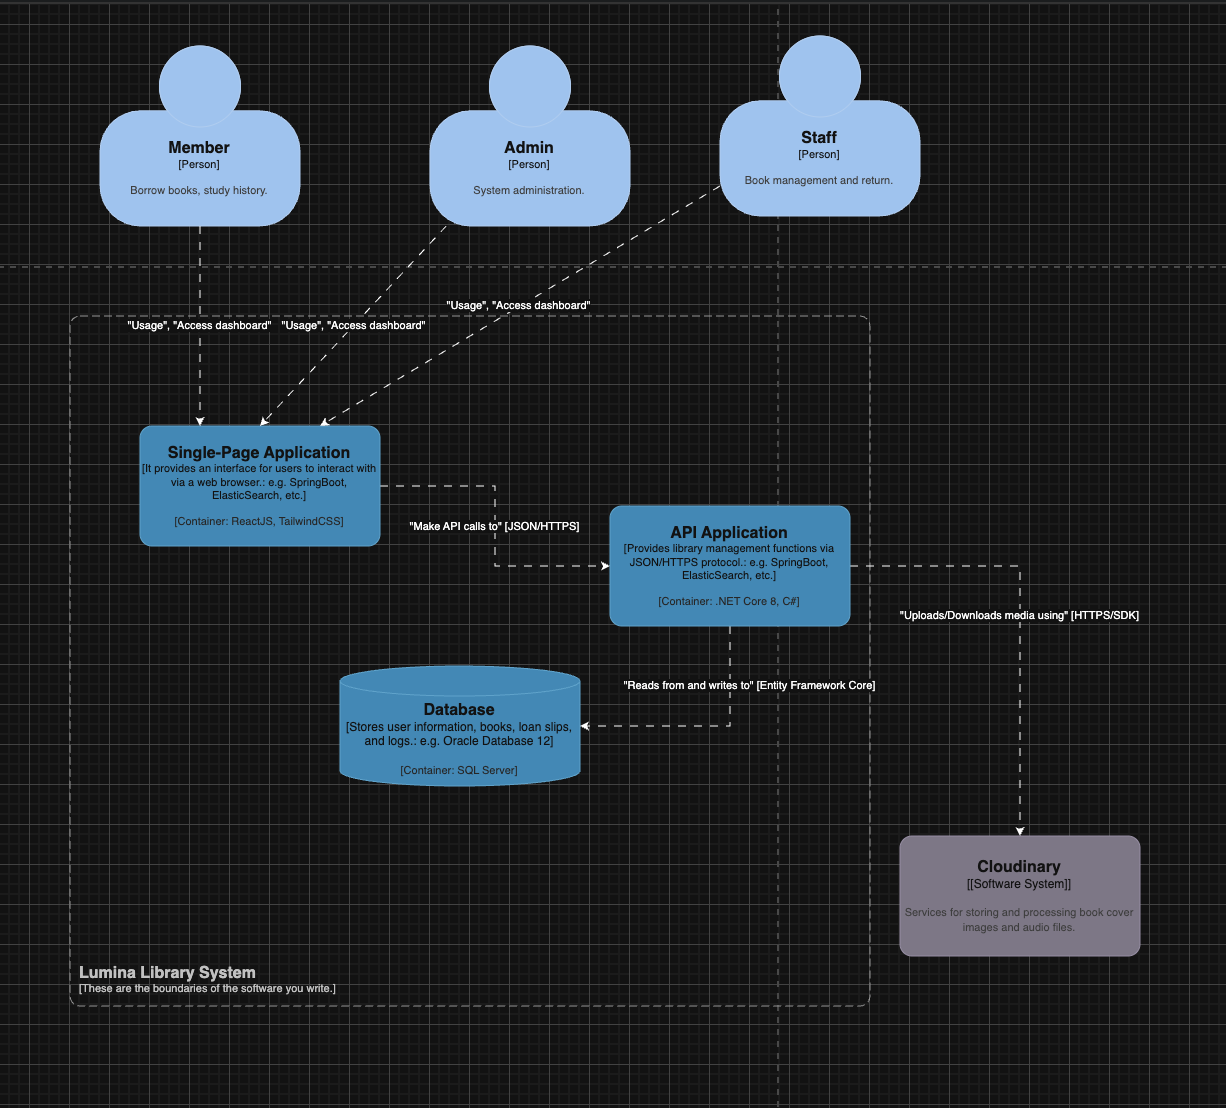 Member
[Person]
Borrow books, study history.
Admin
[Person]
System administration.
Staff
[Person]
Book management and return.
"Usage", "Access dashboard"
"Usage", "Access dashboard"
"Usage", "Access dashboard"
Single-Page Application
[It provides an interface for users to interact with
via a web browser.: e.g. SpringBoot,
ElasticSearch, etc.]
[Container: ReactJS, TailwindCSS]
"Make API calls to" [JSON/HTTPS]
API Application
[Provides library management functions via
JSON/HTTPS protocol.: e.g. SpringBoot,
ElasticSearch, etc.]
[Container: .NET Core 8, C#]
"Uploads/Downloads media using" [HTTPS/SDK]
"Reads from and writes to" [Entity Framework Core]
Database
[Stores user information, books, loan slips,
and logs.: e.g. Oracle Database 12]
[Container: SQL Server]
Cloudinary
[[Software System]]
Services for storing and processing book cover
images and audio files.
Lumina Library System
[These are the boundaries of the software you write.]